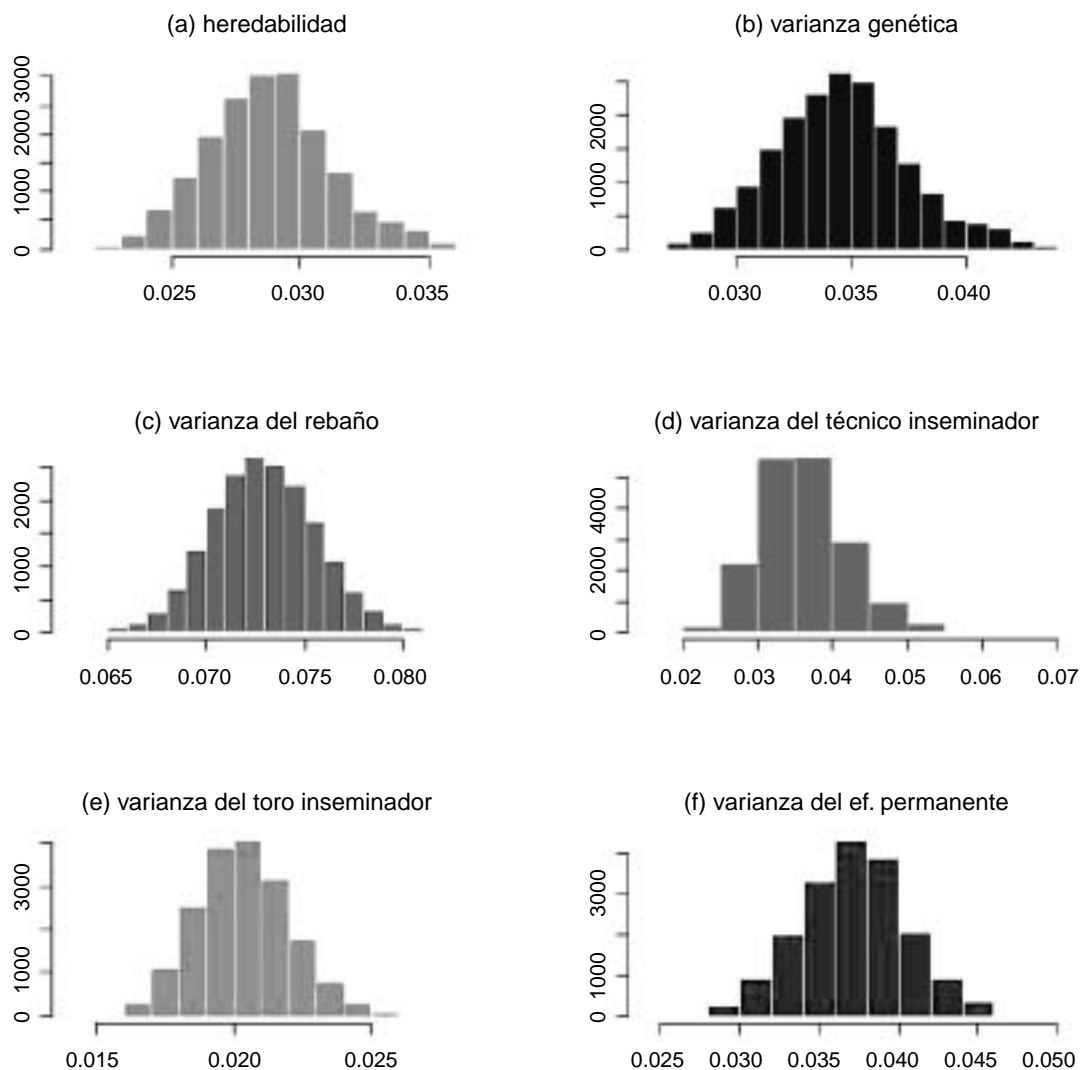 (a) heredabilidad
0 1000 2000 3000
0.025 0.030 0.035
(b) varianza genética
0 1000 2000
0.030 0.035 0.040
(c) varianza del rebaño
0 1000 2000
0.065 0.070 0.075 0.080
(d) varianza del técnico inseminador
0 2000 4000
0.02 0.03 0.04 0.05 0.06 0.07
(e) varianza del toro inseminador
0 1000 3000
0.015 0.020 0.025
(f) varianza del ef. permanente
0 1000 3000
0.025 0.030 0.035 0.040 0.045 0.050